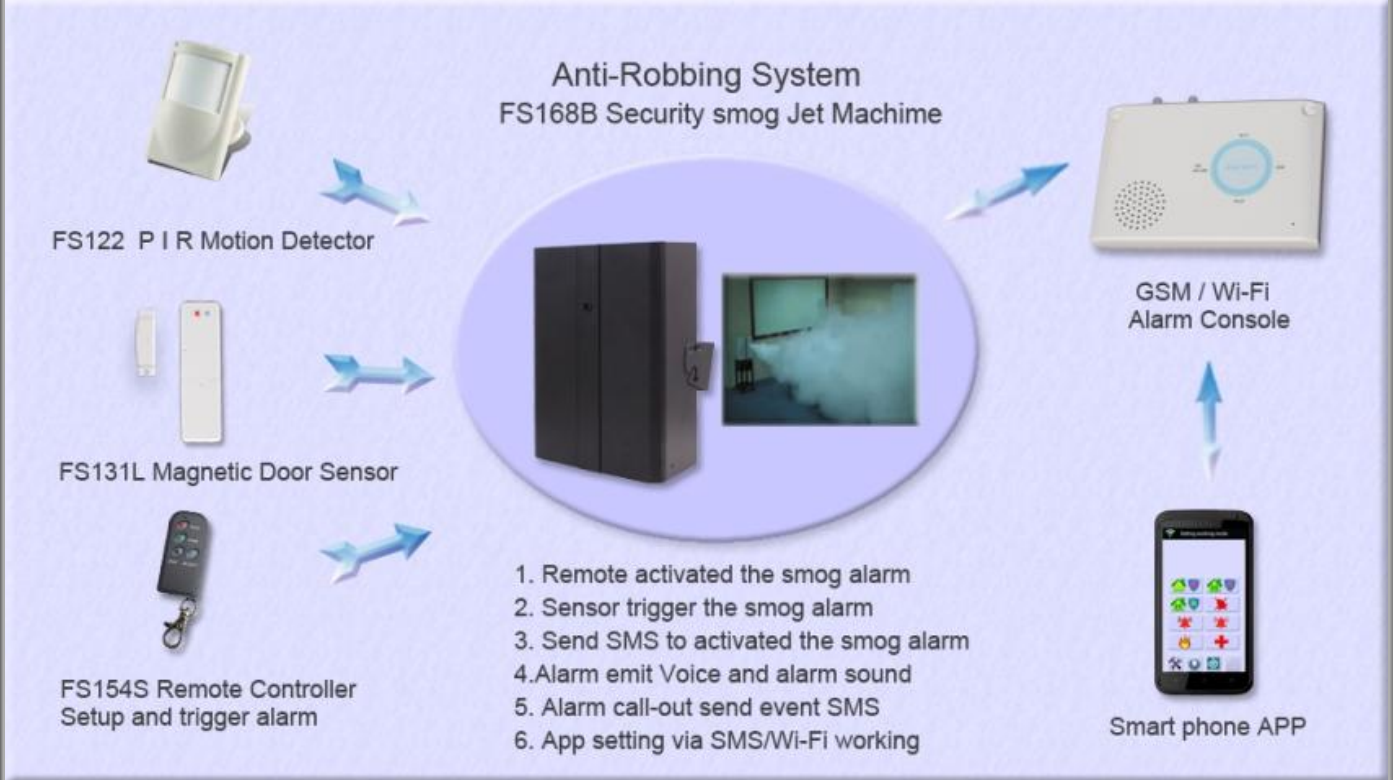 Anti-Robbing System
FS168B Security smog Jet Machime
FS122 P I R Motion Detector
FS131L Magnetic Door Sensor
FS154S Remote Controller
Setup and trigger alarm
1. Remote activated the smog alarm
2. Sensor trigger the smog alarm
3. Send SMS to activated the smog alarm
4.Alarm emit Voice and alarm sound
5. Alarm call-out send event SMS
6. App setting via SMS/Wi-Fi working
GSM / Wi-Fi
Alarm Console
Smart phone APP